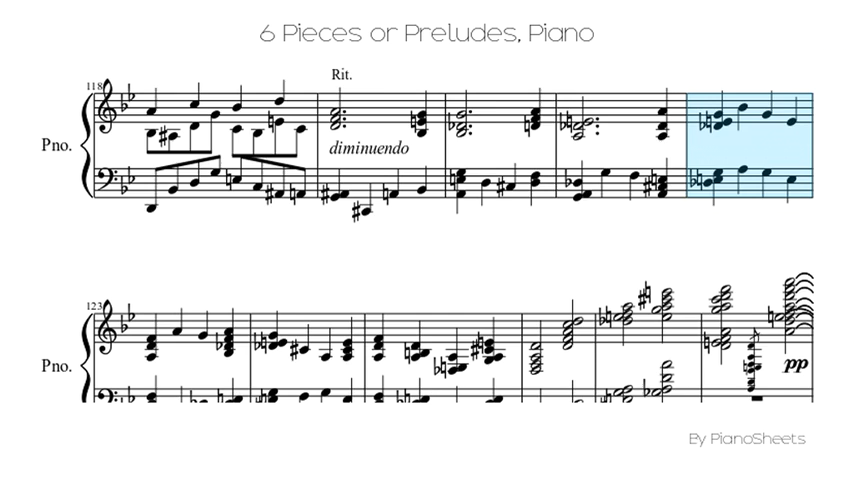 6 Pieces or Preludes, Piano
118
Rit.
Pno.
diminuendo
123
Pno.
pp
By PianoSheets